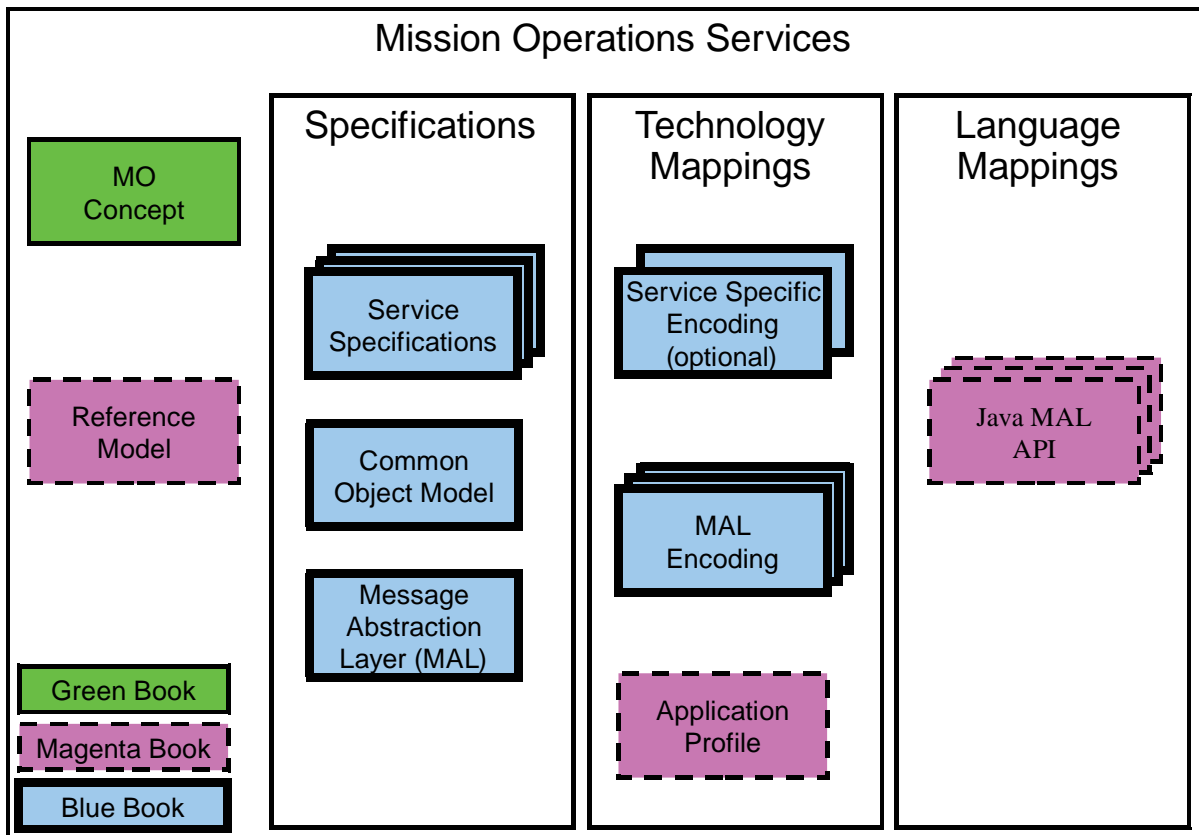 Mission Operations Services
MO
Concept
Reference
Model
Green Book
Magenta Book
Blue Book
Specifications
Service
Specifications
Common
Object Model
Message
Abstraction
Layer (MAL)
Technology
Mappings
Service Specific
Encoding
(optional)
MAL
Encoding
Application
Profile
Language
Mappings
Java MAL
API